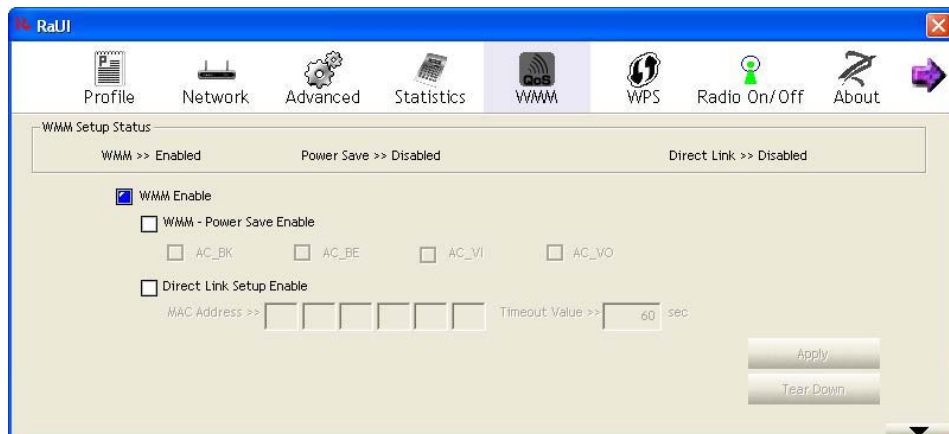 RaUI
Profile Network Advanced Statistics QoS WMM WPS Radio On/Off About
WMM Setup Status
WMM >> Enabled Power Save >> Disabled Direct Link >> Disabled
WMM Enable
WMM - Power Save Enable
AC_BK AC_BE AC_VI AC_VO
Direct Link Setup Enable
MAC Address >> Timeout Value >> 60 sec
Apply
Tear Down